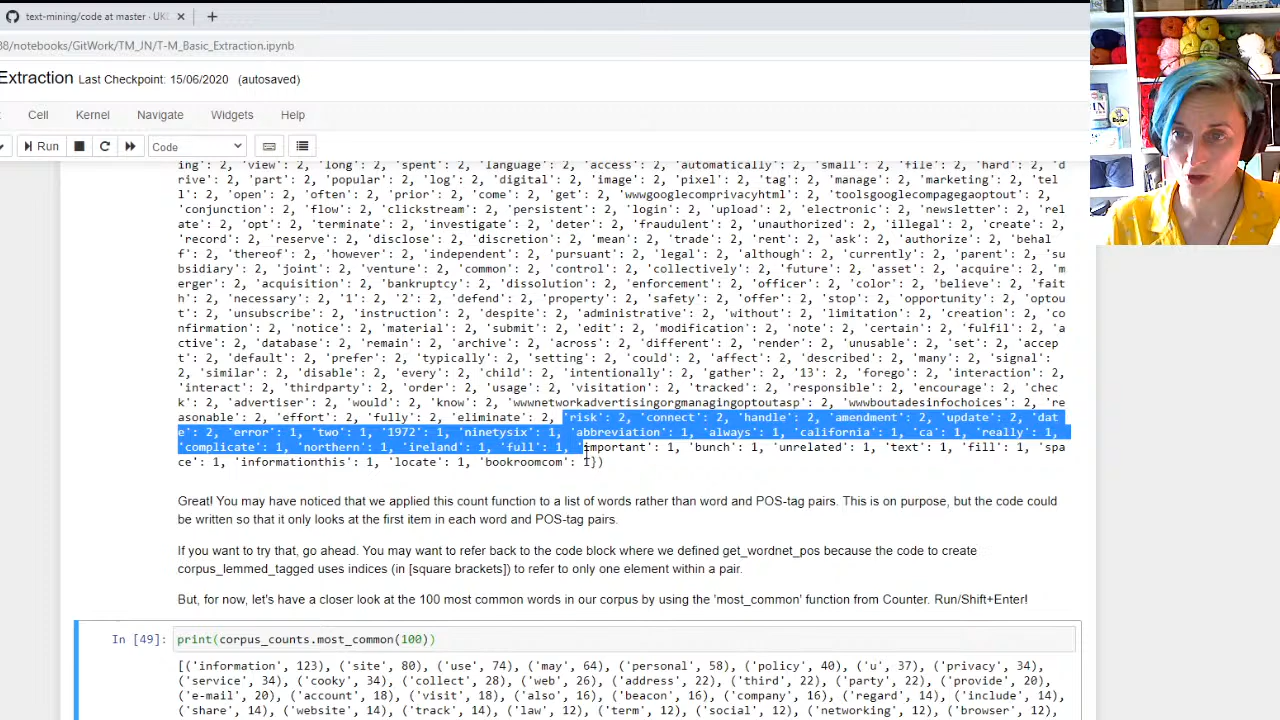 text-mining/code at master · UK
38/notebooks/GitWork/TM_JN/T-M_Basic_Extraction.ipynb
Extraction Last Checkpoint: 15/06/2020 (autosaved)
Cell Kernel Navigate Widgets Help
Run Code
ing': 2, 'view': 2, 'long': 2, 'spent': 2, 'language': 2, 'access': 2, 'automatically': 2, 'small': 2, 'file': 2, 'hard': 2, 'd
rive': 2, 'part': 2, 'popular': 2, 'log': 2, 'digital': 2, 'image': 2, 'pixel': 2, 'tag': 2, 'manage': 2, 'marketing': 2, 'tel
l': 2, 'open': 2, 'often': 2, 'prior': 2, 'come': 2, 'get': 2, 'wwwgooglecomprivacyhtml': 2, 'toolsgooglecompagegaoptout': 2,
'conjunction': 2, 'flow': 2, 'clickstream': 2, 'persistent': 2, 'login': 2, 'upload': 2, 'electronic': 2, 'newsletter': 2, 'rel
ate': 2, 'opt': 2, 'terminate': 2, 'investigate': 2, 'deter': 2, 'fraudulent': 2, 'unauthorized': 2, 'illegal': 2, 'create': 2,
'record': 2, 'reserve': 2, 'disclose': 2, 'discretion': 2, 'mean': 2, 'trade': 2, 'rent': 2, 'ask': 2, 'authorize': 2, 'behal
f': 2, 'thereof': 2, 'however': 2, 'independent': 2, 'pursuant': 2, 'legal': 2, 'although': 2, 'currently': 2, 'parent': 2, 'su
bsidiary': 2, 'joint': 2, 'venture': 2, 'common': 2, 'control': 2, 'collectively': 2, 'future': 2, 'asset': 2, 'acquire': 2, 'm
erger': 2, 'acquisition': 2, 'bankruptcy': 2, 'dissolution': 2, 'enforcement': 2, 'officer': 2, 'color': 2, 'believe': 2, 'fait
h': 2, 'necessary': 2, '1': 2, '2': 2, 'defend': 2, 'property': 2, 'safety': 2, 'offer': 2, 'stop': 2, 'opportunity': 2, 'optou
t': 2, 'unsubscribe': 2, 'instruction': 2, 'despite': 2, 'administrative': 2, 'without': 2, 'limitation': 2, 'creation': 2, 'co
nfirmation': 2, 'notice': 2, 'material': 2, 'submit': 2, 'edit': 2, 'modification': 2, 'note': 2, 'certain': 2, 'fulfil': 2, 'a
ctive': 2, 'database': 2, 'remain': 2, 'archive': 2, 'across': 2, 'different': 2, 'render': 2, 'unusable': 2, 'set': 2, 'accep
t': 2, 'default': 2, 'prefer': 2, 'typically': 2, 'setting': 2, 'could': 2, 'affect': 2, 'described': 2, 'many': 2, 'signal':
2, 'similar': 2, 'disable': 2, 'every': 2, 'child': 2, 'intentionally': 2, 'gather': 2, '13': 2, 'forego': 2, 'interaction': 2,
'interact': 2, 'thirdparty': 2, 'order': 2, 'usage': 2, 'visitation': 2, 'tracked': 2, 'responsible': 2, 'encourage': 2, 'chec
k': 2, 'advertiser': 2, 'would': 2, 'know': 2, 'wwwnetworkadvertisingorgmanagingoptoutasp': 2, 'wwwboutadesinfochoices': 2, 're
asonable': 2, 'effort': 2, 'fully': 2, 'eliminate': 2, 'risk': 2, 'connect': 2, 'handle': 2, 'amendment': 2, 'update': 2, 'dat
e': 2, 'error': 1, 'two': 1, '1972': 1, 'ninetysix': 1, 'abbreviation': 1, 'always': 1, 'california': 1, 'ca': 1, 'really': 1,
'complicate': 1, 'northern': 1, 'ireland': 1, 'full': 1, 'important': 1, 'bunch': 1, 'unrelated': 1, 'text': 1, 'fill': 1, 'spa
ce': 1, 'informationthis': 1, 'locate': 1, 'bookroomcom': 1})
Great! You may have noticed that we applied this count function to a list of words rather than word and POS-tag pairs. This is on purpose, but the code could
be written so that it only looks at the first item in each word and POS-tag pairs.
If you want to try that, go ahead. You may want to refer back to the code block where we defined get_wordnet_pos because the code to create
corpus_lemmed_tagged uses indices (in [square brackets]) to refer to only one element within a pair.
But, for now, let's have a closer look at the 100 most common words in our corpus by using the 'most_common' function from Counter. Run/Shift+Enter!
In [49]: print(corpus_counts.most_common(100))
[('information', 123), ('site', 80), ('use', 74), ('may', 64), ('personal', 58), ('policy', 40), ('u', 37), ('privacy', 34),
('service', 34), ('cooky', 34), ('collect', 28), ('web', 26), ('address', 22), ('third', 22), ('party', 22), ('provide', 20),
('e-mail', 20), ('account', 18), ('visit', 18), ('also', 16), ('beacon', 16), ('company', 16), ('regard', 14), ('include', 14),
('share', 14), ('website', 14), ('track', 14), ('law', 12), ('term', 12), ('social', 12), ('networking', 12), ('browser', 12),